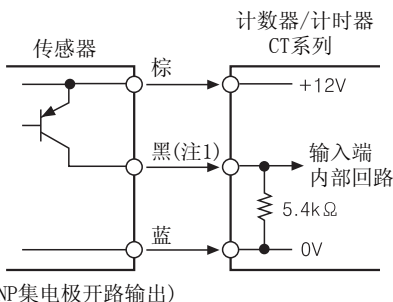 计数器/计时器
CT系列
传感器
棕
+12V
黑(注1)
输入端
内部回路
5.4kΩ
蓝
0V
NP集电极开路输出)